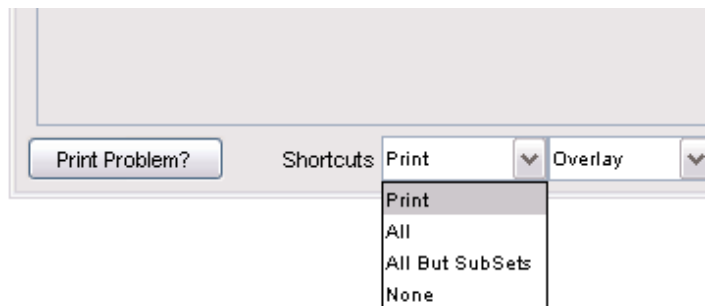 Print Problem? Shortcuts Print Overlay
Print
All
All But SubSets
None